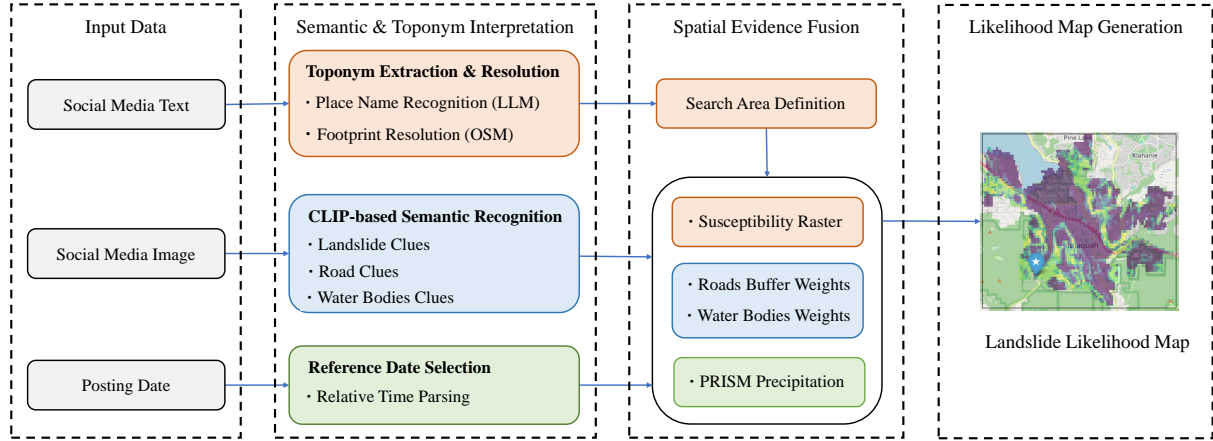 Input Data
Social Media Text
Social Media Image
Posting Date
Semantic & Toponym Interpretation
Toponym Extraction & Resolution
· Place Name Recognition (LLM)
· Footprint Resolution (OSM)
CLIP-based Semantic Recognition
· Landslide Clues
· Road Clues
· Water Bodies Clues
Reference Date Selection
· Relative Time Parsing
Spatial Evidence Fusion
Search Area Definition
· Susceptibility Raster
· Roads Buffer Weights
· Water Bodies Weights
· PRISM Precipitation
Likelihood Map Generation
Pine Lake
Klahanie
Landslide Likelihood Map